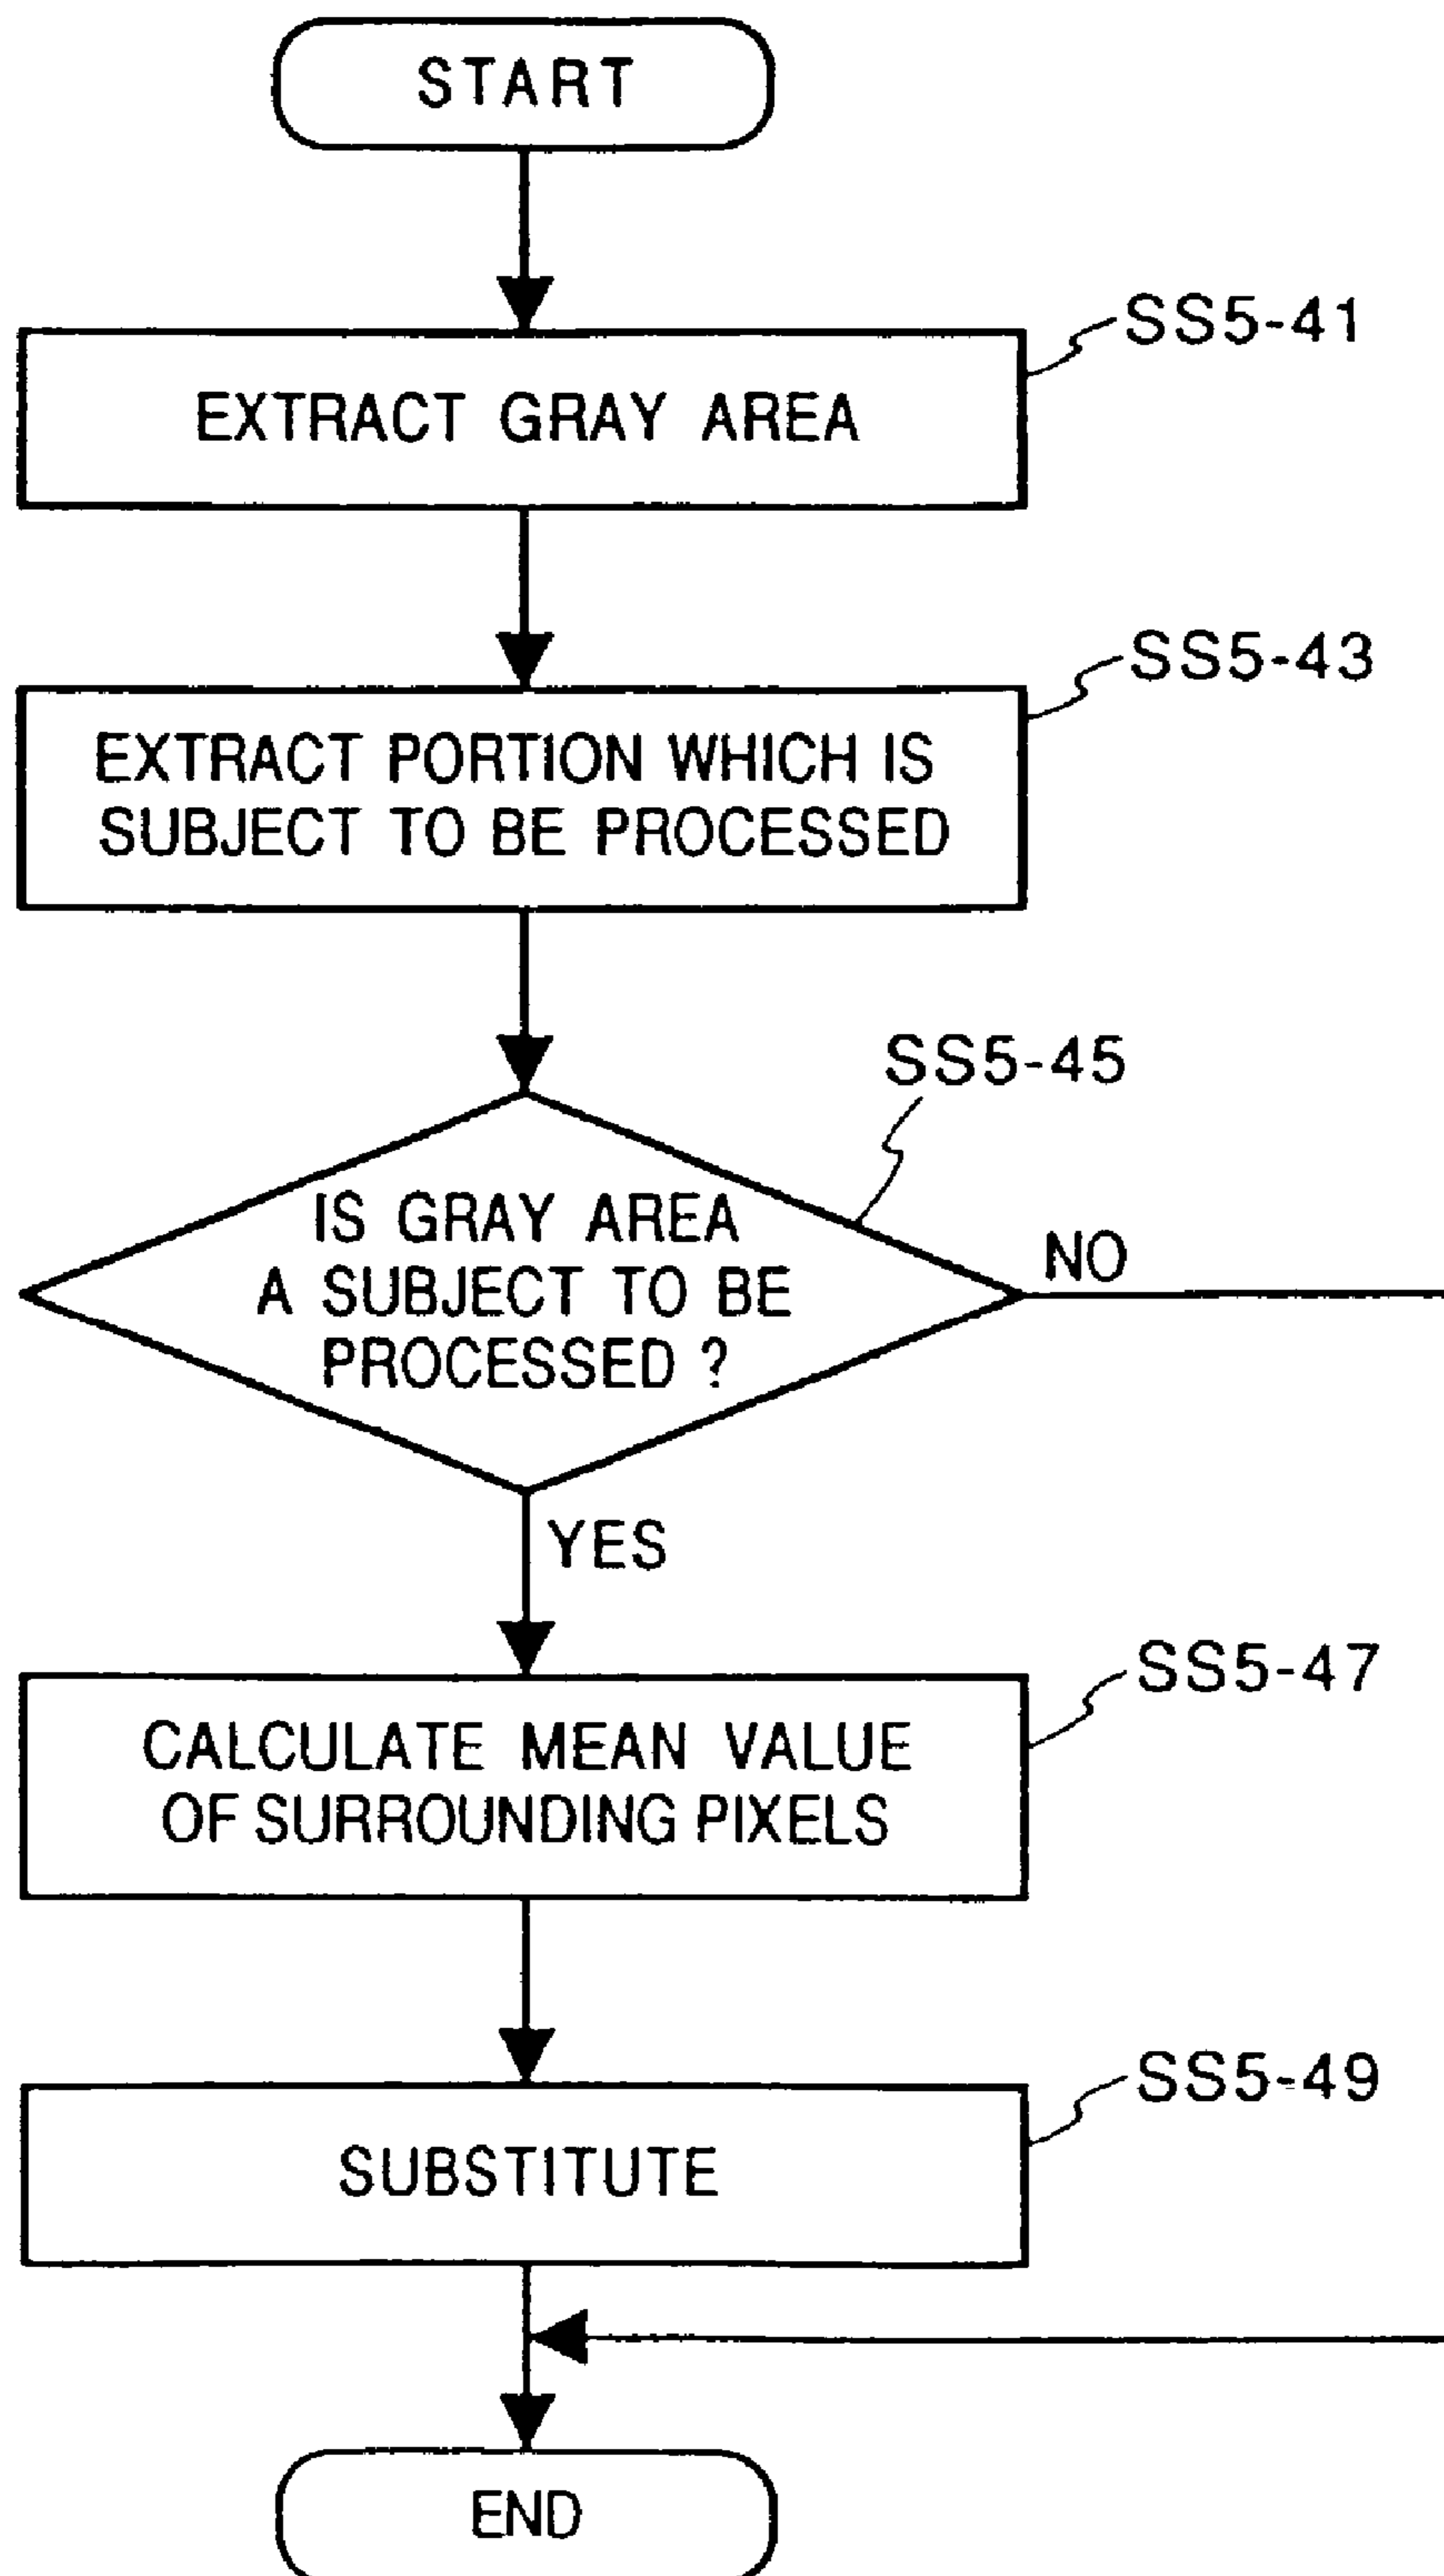 START
SS5-41
EXTRACT GRAY AREA
SS5-43
EXTRACT PORTION WHICH IS
SUBJECT TO BE PROCESSED
SS5-45
IS GRAY AREA
A SUBJECT TO BE
PROCESSED ?
NO
YES
SS5-47
CALCULATE MEAN VALUE
OF SURROUNDING PIXELS
SS5-49
SUBSTITUTE
END